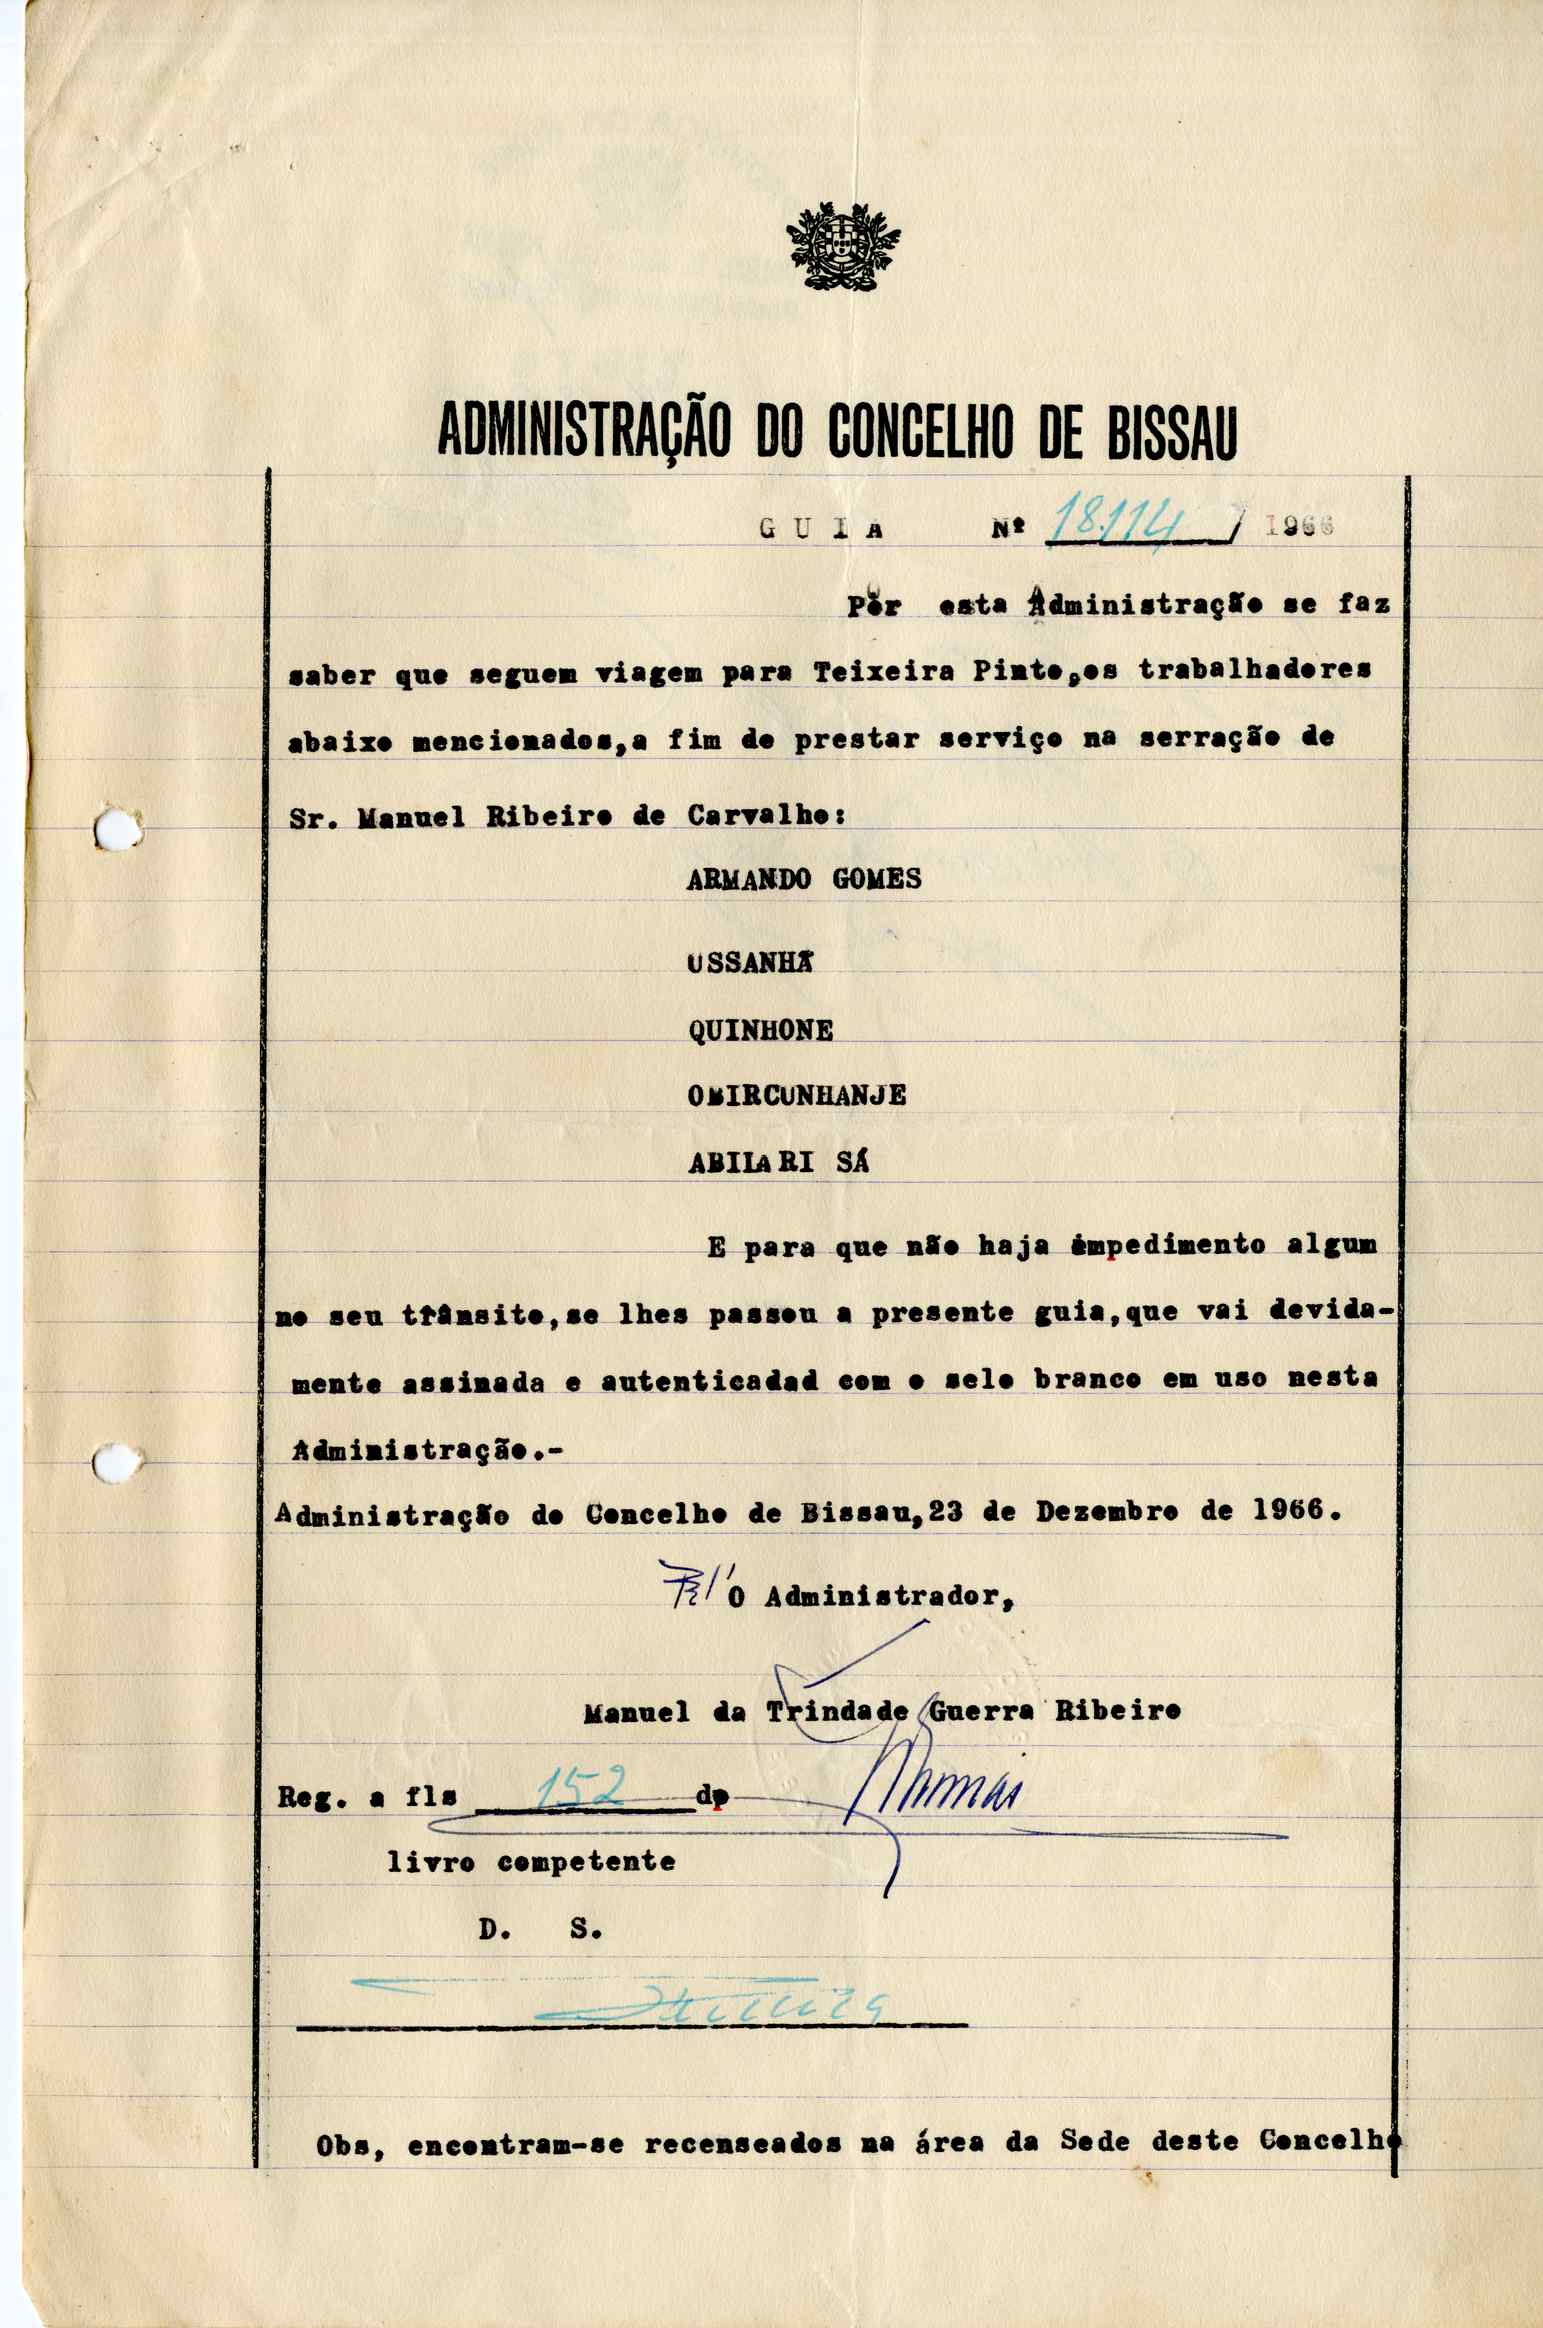 ADMINISTRAÇÃO DO CONCELHO DE BISSAU
G U I A Nº 18.114 / 1966
Por esta Administração se faz
saber que seguem viagem para Teixeira Pinto,os trabalhadores
abaixo mencionados,a fim de prestar serviço na serração do
Sr. Manuel Ribeiro de Carvalho:
ARMANDO GOMES
USSANHÃ
QUINHONE
OMIRCUNHANJE
ABILARI SÁ
E para que não haja impedimento algum
no seu trânsito,se lhes passou a presente guia,que vai devida-
mente assinada e autenticadad com o selo branco em uso nesta
Administração.-
Administração do Concelho de Bissau,23 de Dezembro de 1966.
O Administrador,
Manuel da Trindade Guerra Ribeiro
Reg. a fls 152 do
livro competente
D. S.
Obs, encontram-se recenseados na área da Sede deste Concelho